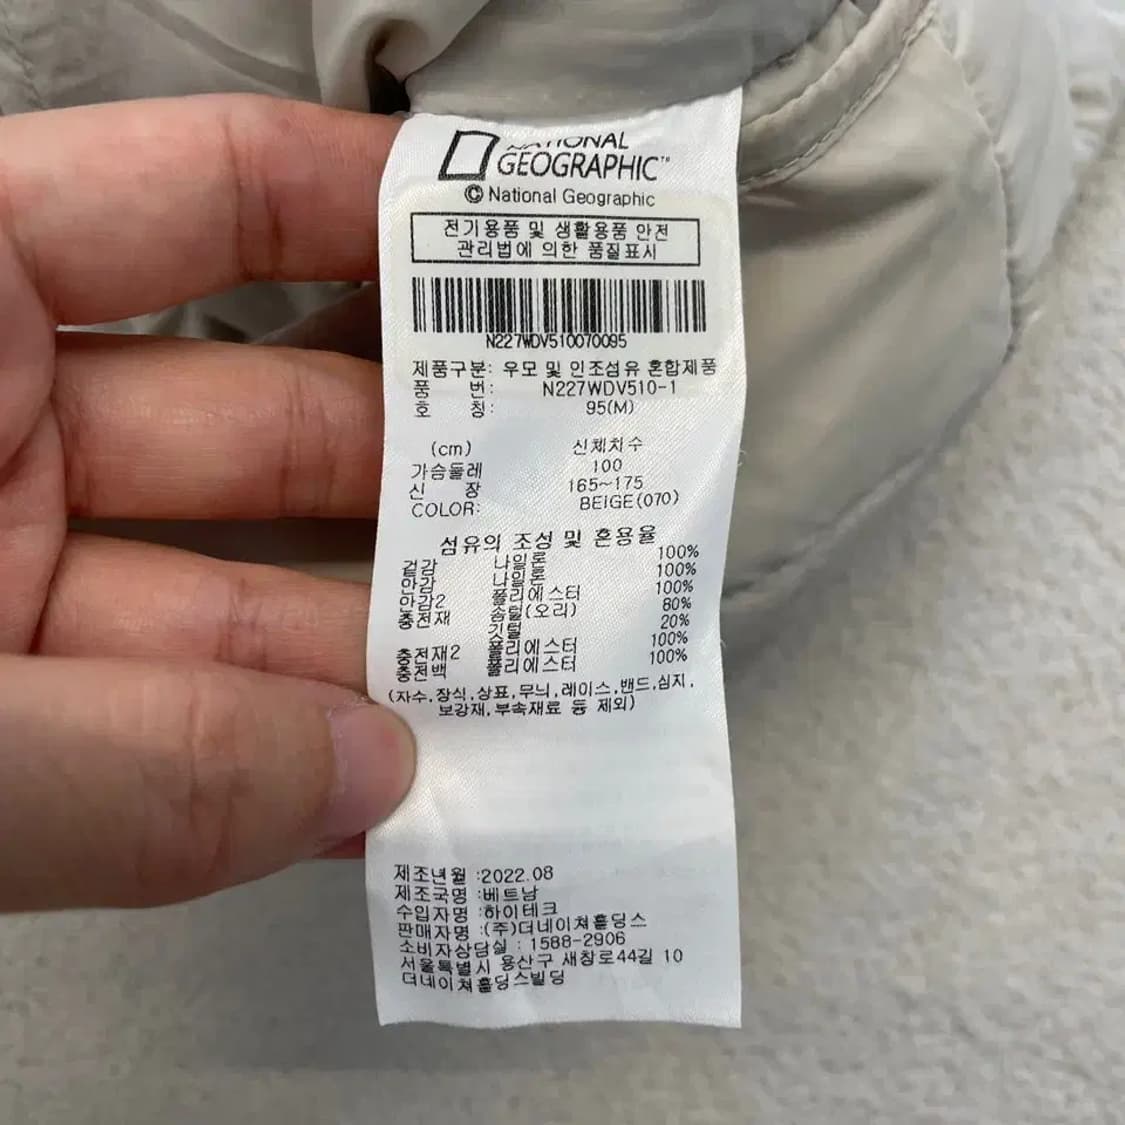 NATIONAL
GEOGRAPHIC™
© National Geographic
전기용품 및 생활용품 안전
관리법에 의한 품질표시
N227WDV510070095
제품구분: 우모 및 인조섬유 혼합제품
품 번: N227WDV510-1
호 칭: 95(M)
(cm) 신체치수
가슴둘레 100
신 장 165~175
COLOR: BEIGE(070)
섬유의 조성 및 혼용율
겉감 나일론 100%
안감 나일론 100%
안감2 폴리에스터 100%
충전재 솜털(오리) 80%
깃털 20%
충전재2 폴리에스터 100%
충전백 폴리에스터 100%
(자수,장식,상표,무늬,레이스,밴드,심지,
보강재,부속재료 등 제외)
제조년월 :2022.08
제조국명 :베트남
수입자명 :하이테크
판매자명 :(주)더네이쳐홀딩스
소비자상담실 : 1588-2906
서울특별시 용산구 새창로44길 10
더네이쳐홀딩스빌딩